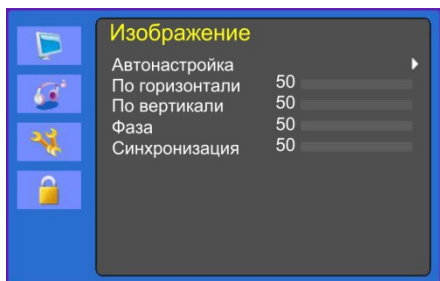 Изображение
Автонастройка
По горизонтали 50
По вертикали 50
Фаза 50
Синхронизация 50